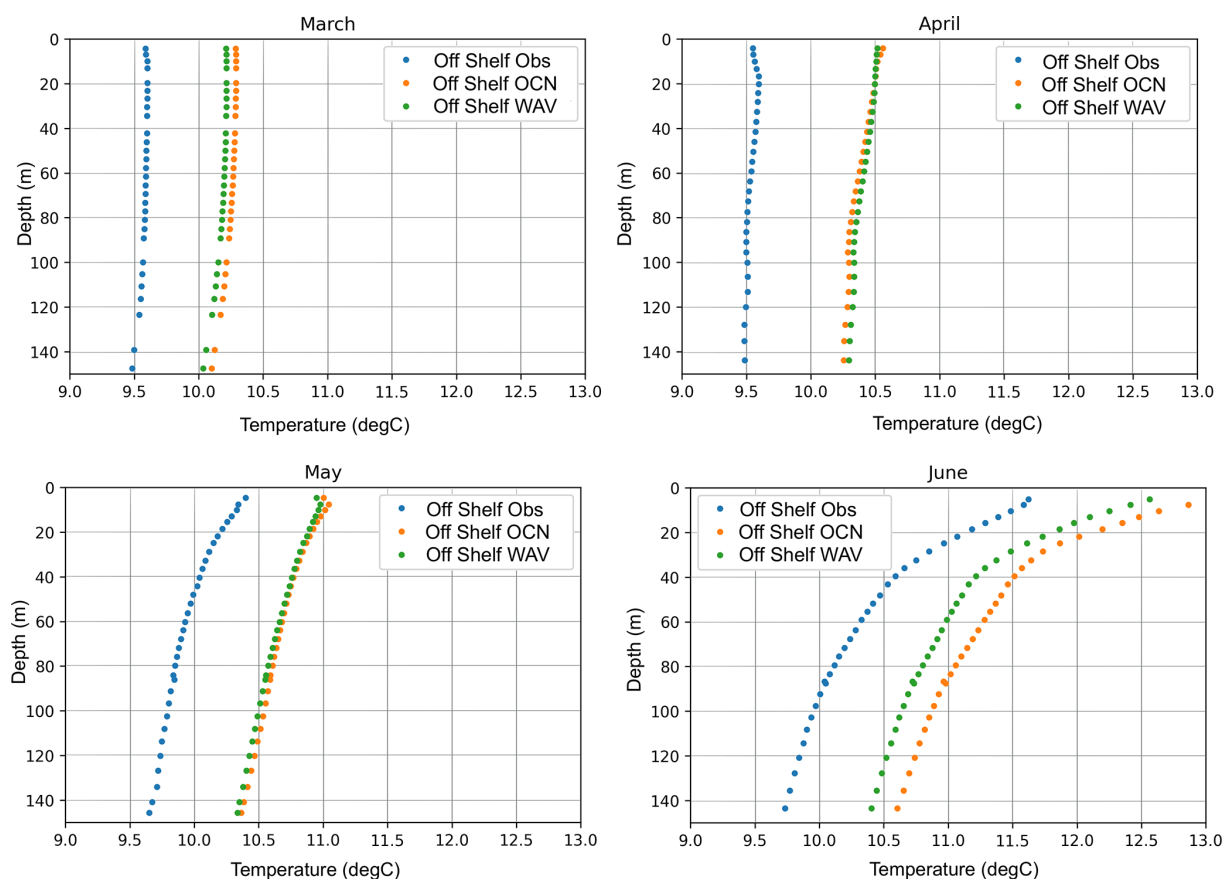 March
0
20
40
60
80
100
120
140
Depth (m)
9.0 9.5 10.0 10.5 11.0 11.5 12.0 12.5 13.0
Temperature (degC)
Off Shelf Obs
Off Shelf OCN
Off Shelf WAV
April
0
20
40
60
80
100
120
140
Depth (m)
9.0 9.5 10.0 10.5 11.0 11.5 12.0 12.5 13.0
Temperature (degC)
Off Shelf Obs
Off Shelf OCN
Off Shelf WAV
May
0
20
40
60
80
100
120
140
Depth (m)
9.0 9.5 10.0 10.5 11.0 11.5 12.0 12.5 13.0
Temperature (degC)
Off Shelf Obs
Off Shelf OCN
Off Shelf WAV
June
0
20
40
60
80
100
120
140
Depth (m)
9.0 9.5 10.0 10.5 11.0 11.5 12.0 12.5 13.0
Temperature (degC)
Off Shelf Obs
Off Shelf OCN
Off Shelf WAV